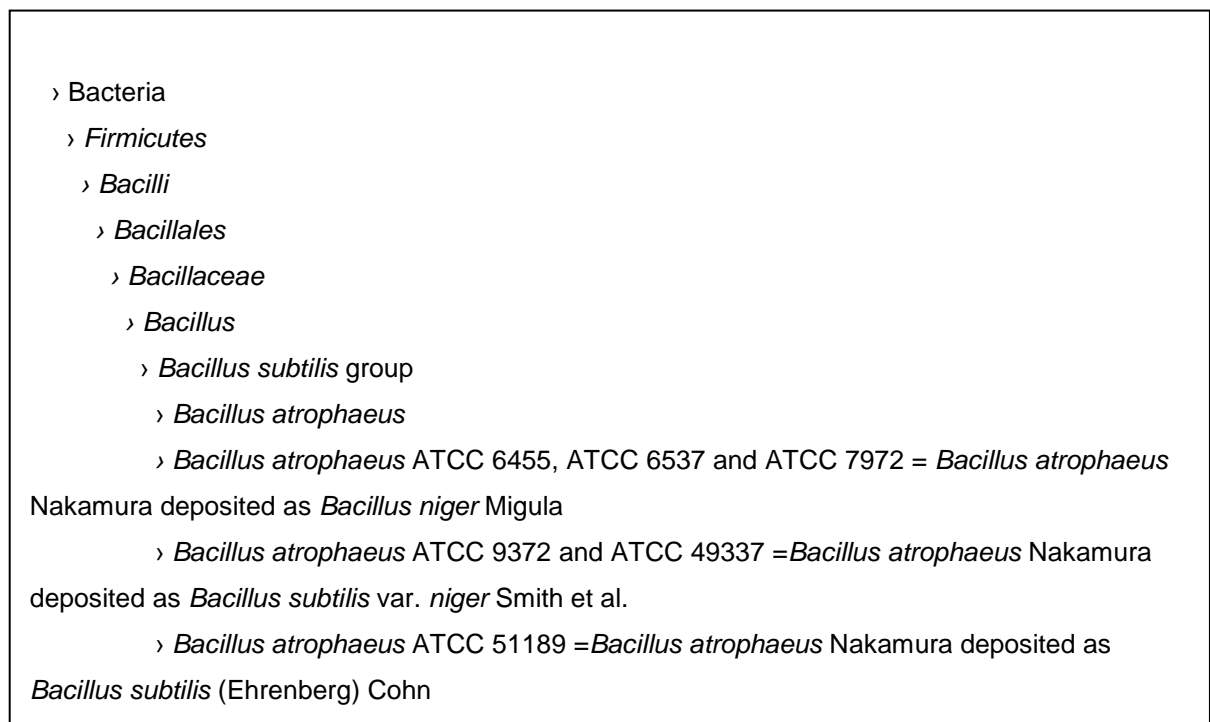 › Bacteria
› Firmicutes
› Bacilli
› Bacillales
› Bacillaceae
› Bacillus
› Bacillus subtilis group
› Bacillus atrophaeus
› Bacillus atrophaeus ATCC 6455, ATCC 6537 and ATCC 7972 = Bacillus atrophaeus
Nakamura deposited as Bacillus niger Migula
› Bacillus atrophaeus ATCC 9372 and ATCC 49337 =Bacillus atrophaeus Nakamura
deposited as Bacillus subtilis var. niger Smith et al.
› Bacillus atrophaeus ATCC 51189 =Bacillus atrophaeus Nakamura deposited as
Bacillus subtilis (Ehrenberg) Cohn